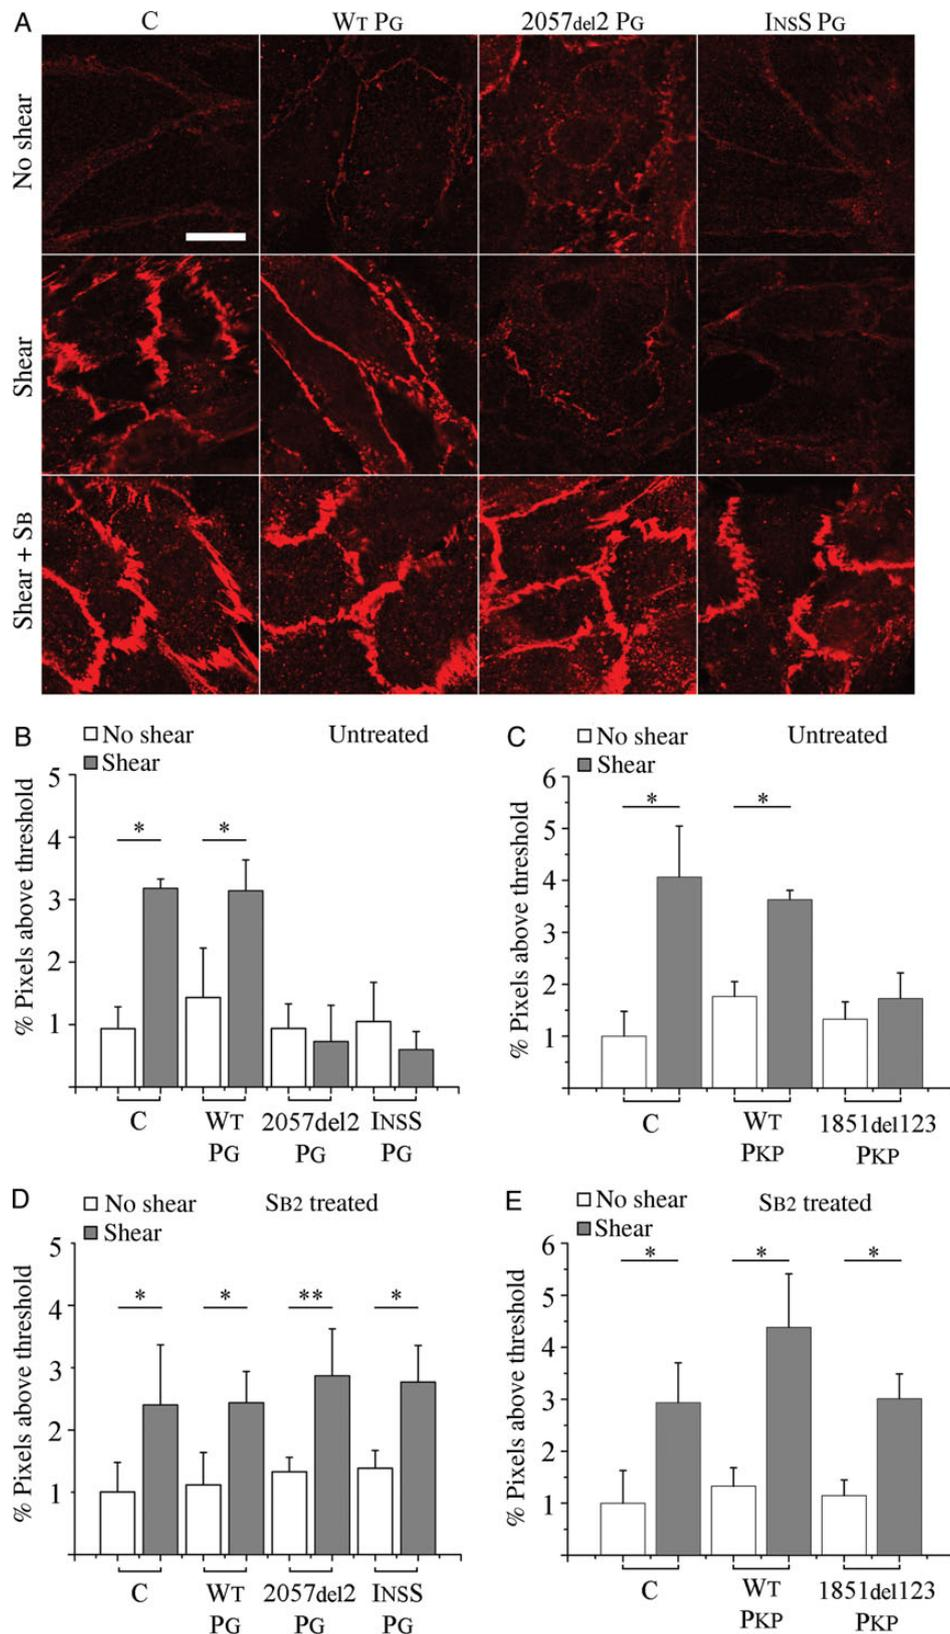 A C WT PG 2057del2 PG INSS PG
No shear
Shear
Shear + SB
B No shear Untreated
Shear
% Pixels above threshold
5
4
3
2
1
* *
C WT 2057del2 INSS
PG PG PG
C No shear Untreated
Shear
% Pixels above threshold
6
5
4
3
2
1
* *
C WT 1851del123
PKP PKP
D No shear SB2 treated
Shear
% Pixels above threshold
5
4
3
2
1
* * ** *
C WT 2057del2 INSS
PG PG PG
E No shear SB2 treated
Shear
% Pixels above threshold
6
5
4
3
2
1
* * *
C WT 1851del123
PKP PKP